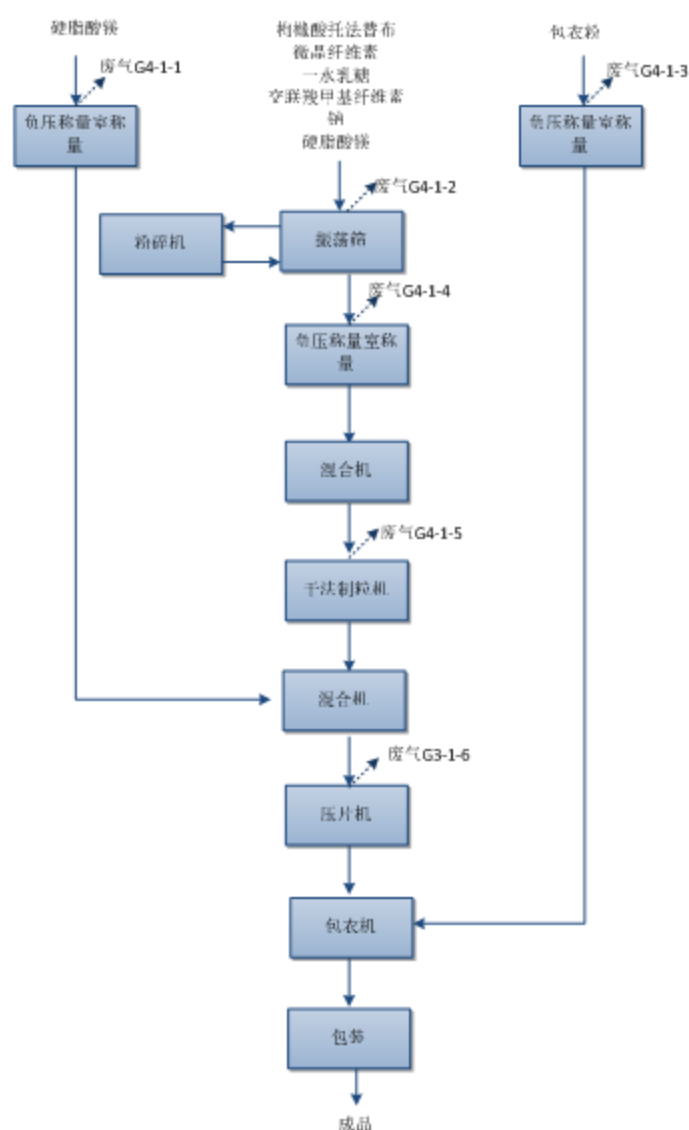 硬脂酸镁
废气G4-1-1
负压称量室称
量
枸橼酸托法替布
微晶纤维素
一水乳糖
交联羧甲基纤维素
钠
硬脂酸镁
包衣粉
废气G4-1-3
负压称量室称
量
废气G4-1-2
粉碎机
振荡筛
废气G4-1-4
负压称量室称
量
混合机
废气G4-1-5
干法制粒机
混合机
废气G3-1-6
压片机
包衣机
包装
成品